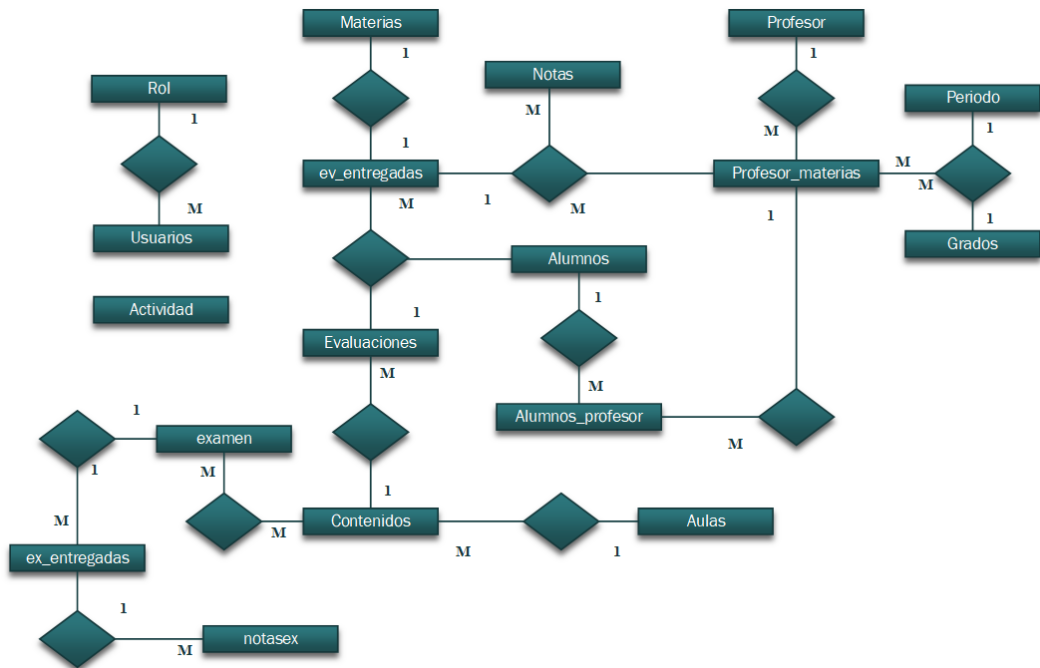 Materias
Profesor
1
1
Rol
Notas
Periodo
1
M
M
1
1
ev_entregadas
Profesor_materias
M
M
1
M
M
M
1
1
Usuarios
Alumnos
Grados
1
Actividad
1
Evaluaciones
M
M
Alumnos_profesor
1
examen
M
1
M
1
M
Contenidos
Aulas
M
M
M
1
ex_entregadas
1
notasex
M